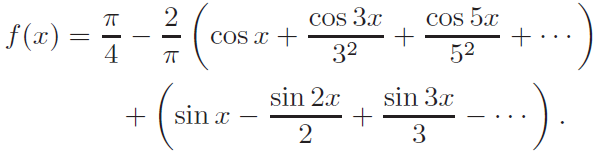 f(x) = π/4 − 2/π ( cos x + cos 3x/3² + cos 5x/5² + ··· )
+ ( sin x − sin 2x/2 + sin 3x/3 − ··· ) .